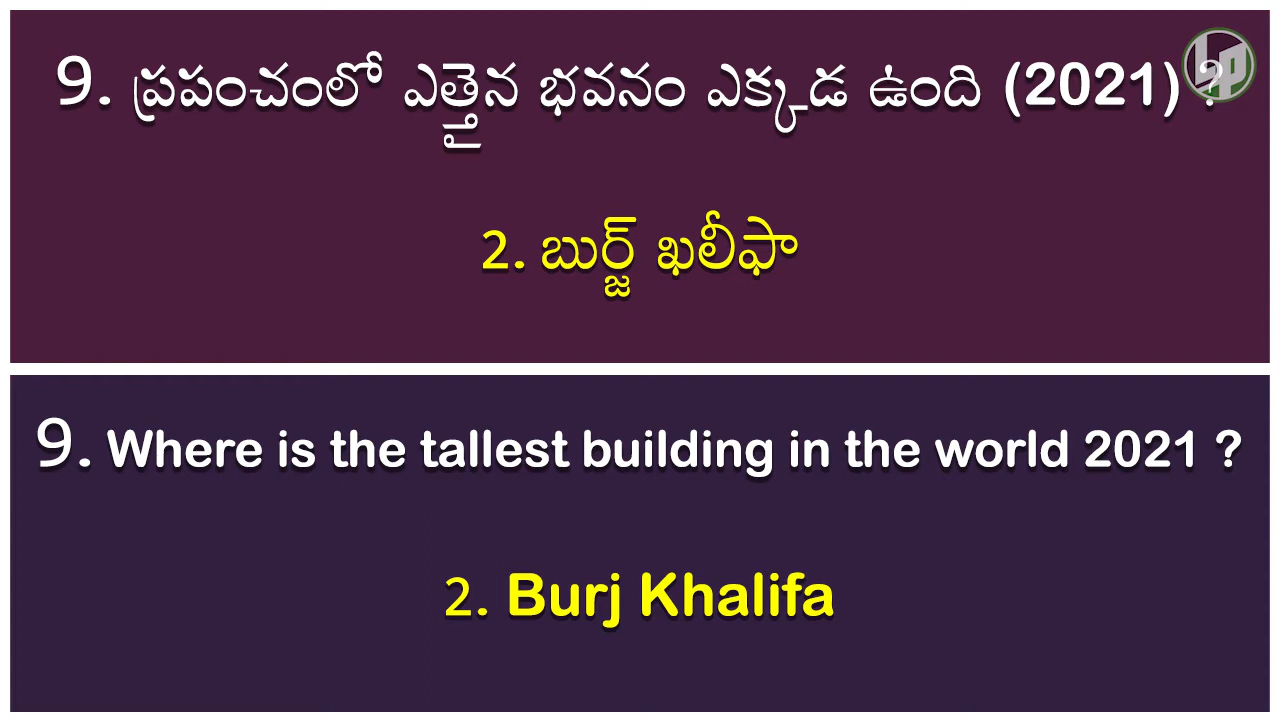 9. ప్రపంచంలో ఎత్తైన భవనం ఎక్కడ ఉంది (2021) ?
2. బుర్జ్ ఖలీఫా
9. Where is the tallest building in the world 2021 ?
2. Burj Khalifa